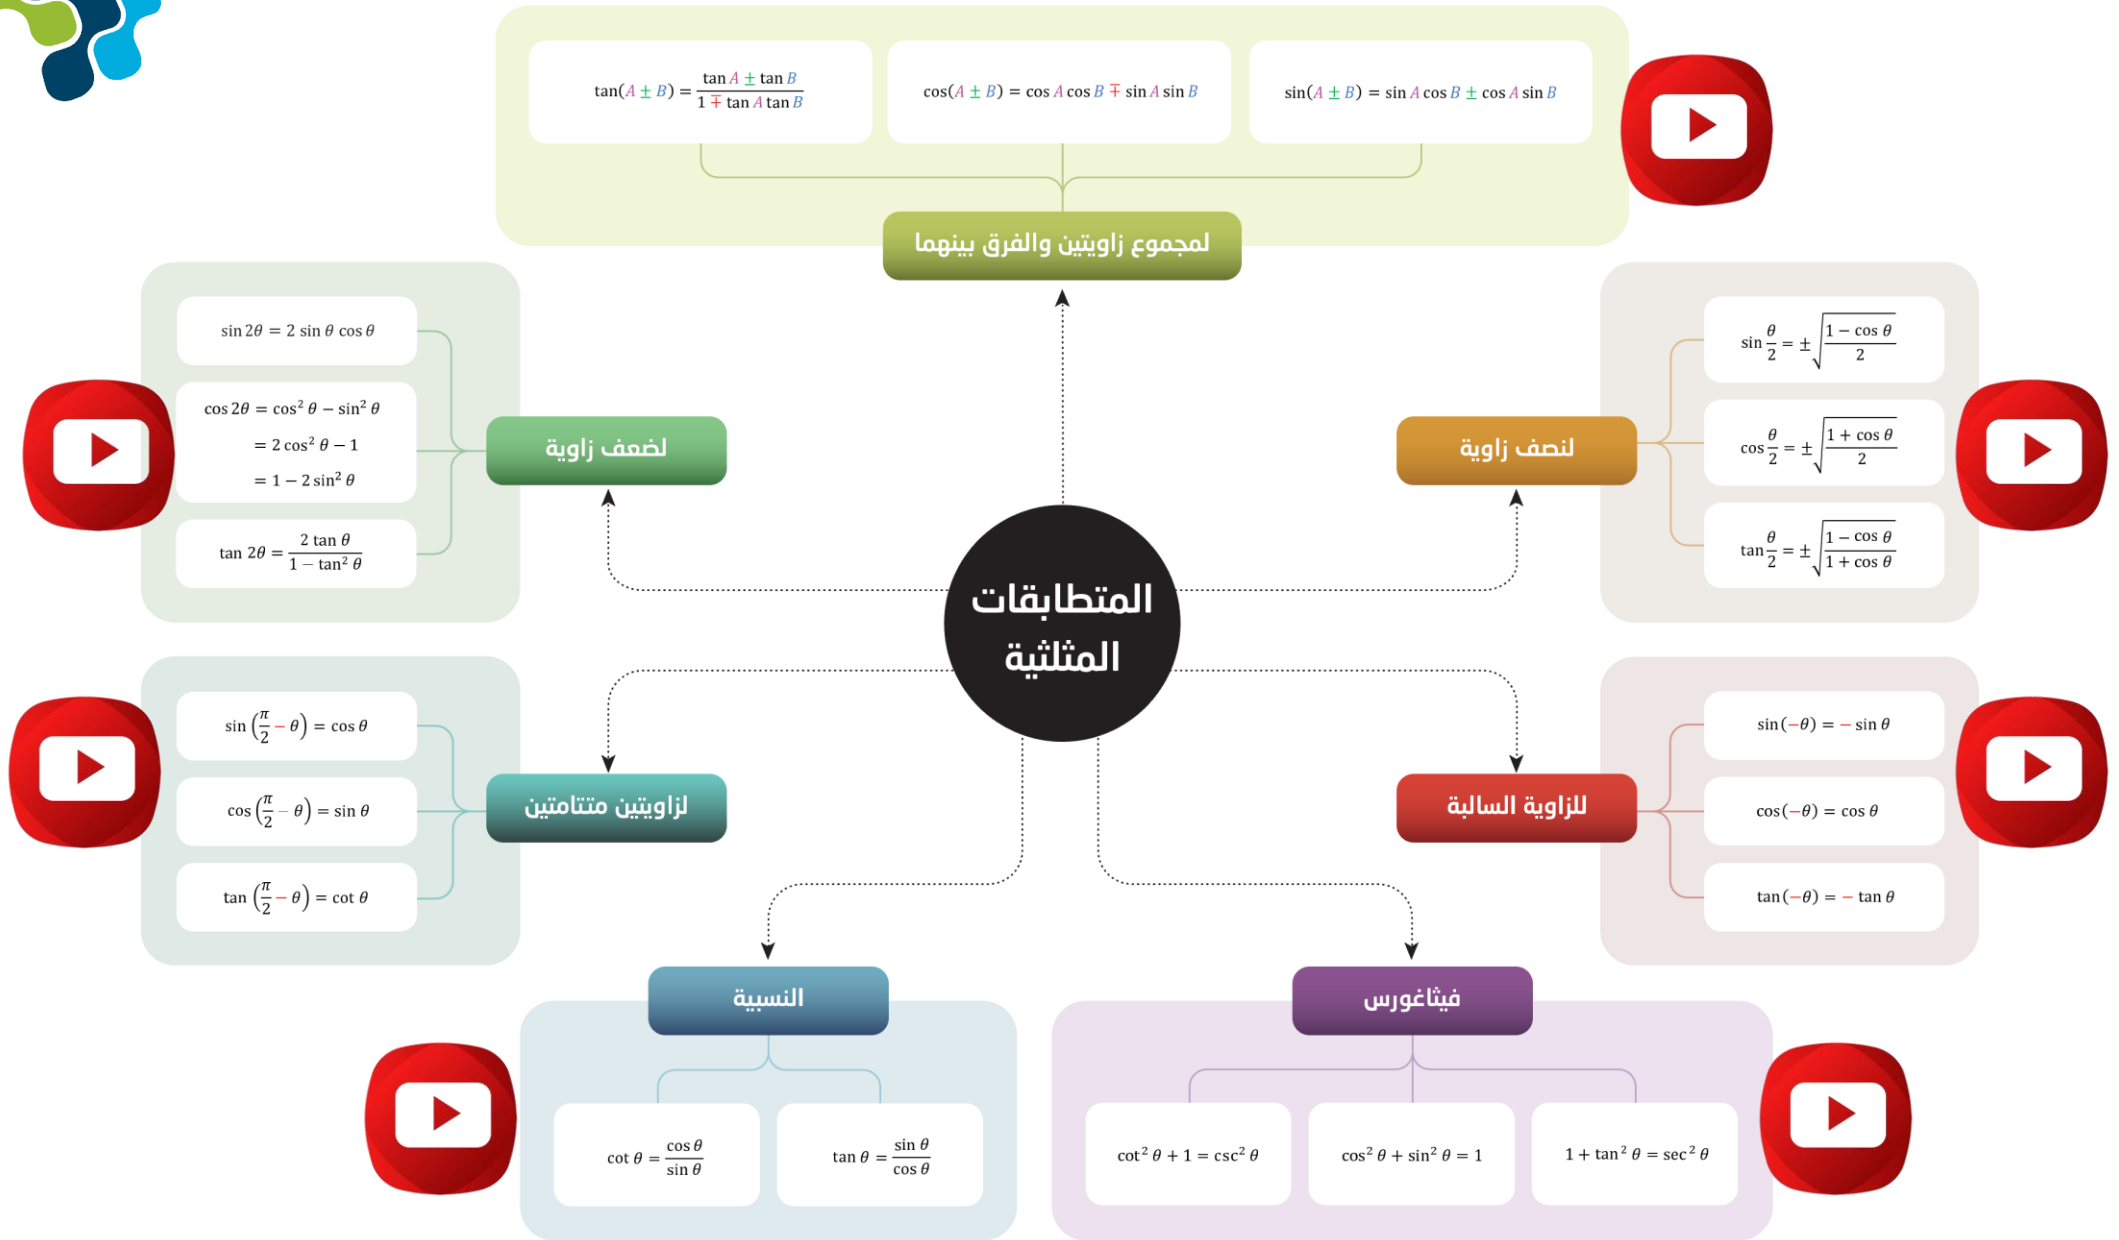 tan(A ± B) = (tan A ± tan B) / (1 ∓ tan A tan B)
cos(A ± B) = cos A cos B ∓ sin A sin B
sin(A ± B) = sin A cos B ± cos A sin B
لمجموع زاويتين والفرق بينهما
sin 2θ = 2 sin θ cos θ
cos 2θ = cos² θ − sin² θ
= 2 cos² θ − 1
= 1 − 2 sin² θ
tan 2θ = (2 tan θ) / (1 − tan² θ)
لضعف زاوية
لنصف زاوية
sin θ/2 = ± √((1 − cos θ) / 2)
cos θ/2 = ± √((1 + cos θ) / 2)
tan θ/2 = ± √((1 − cos θ) / (1 + cos θ))
المتطابقات
المثلثية
sin (π/2 − θ) = cos θ
cos (π/2 − θ) = sin θ
tan (π/2 − θ) = cot θ
لزاويتين متتامتين
للزاوية السالبة
sin (−θ) = − sin θ
cos (−θ) = cos θ
tan (−θ) = − tan θ
النسبية
cot θ = cos θ / sin θ
tan θ = sin θ / cos θ
فيثاغورس
cot² θ + 1 = csc² θ
cos² θ + sin² θ = 1
1 + tan² θ = sec² θ